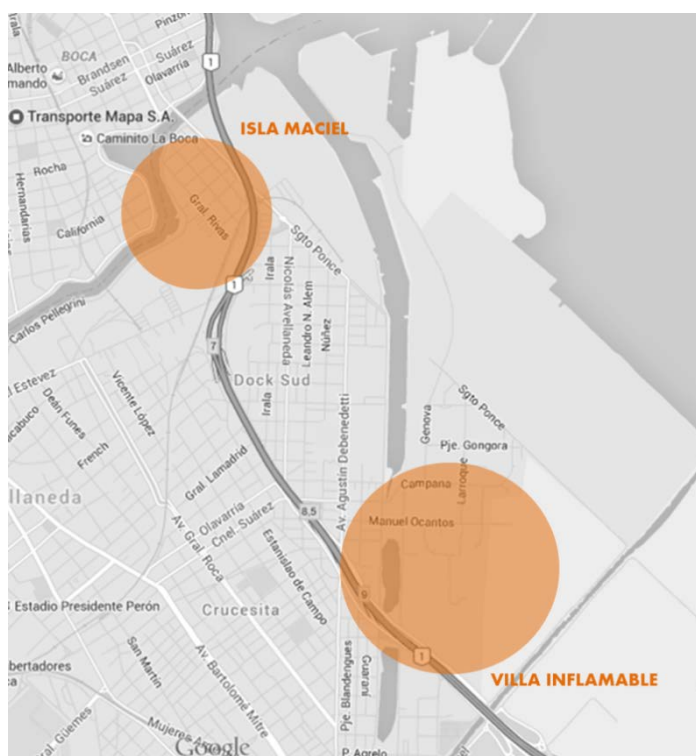 Irala
Pinzón
BOCA
Suárez
Brandsen
Olavarría
Suárez
1
Alberto
mando
Transporte Mapa S.A.
ISLA MACIEL
Caminito La Boca
Rocha
Hernandarias
California
Gral. Rivas
Sgto Ponce
Irala
Nicolás Avellaneda
Leandro N. Alem
Núñez
1
Carlos Pellegrini
7
Dock Sud
Estevez
Vicente López
Deán Funes
acabuco
French
Irala
Av. Agustín Debenedetti
Genova
Sgto Ponce
Pje. Gongora
Larroque
Gral. Lamadrid
Campana
llaneda
Olavarría
Cnel. Suárez
8,5
Manuel Ocantos
Av. Gral. Roca
Estanislao de Campo
9
Estadio Presidente Perón
Crucesita
San Martín
Av. Bartolomé Mitre
Pje. Blandengues
Guaraní
1
bertadores
VILLA INFLAMABLE
ral. Güemes
Mujeres A
Google
P. Agrelo